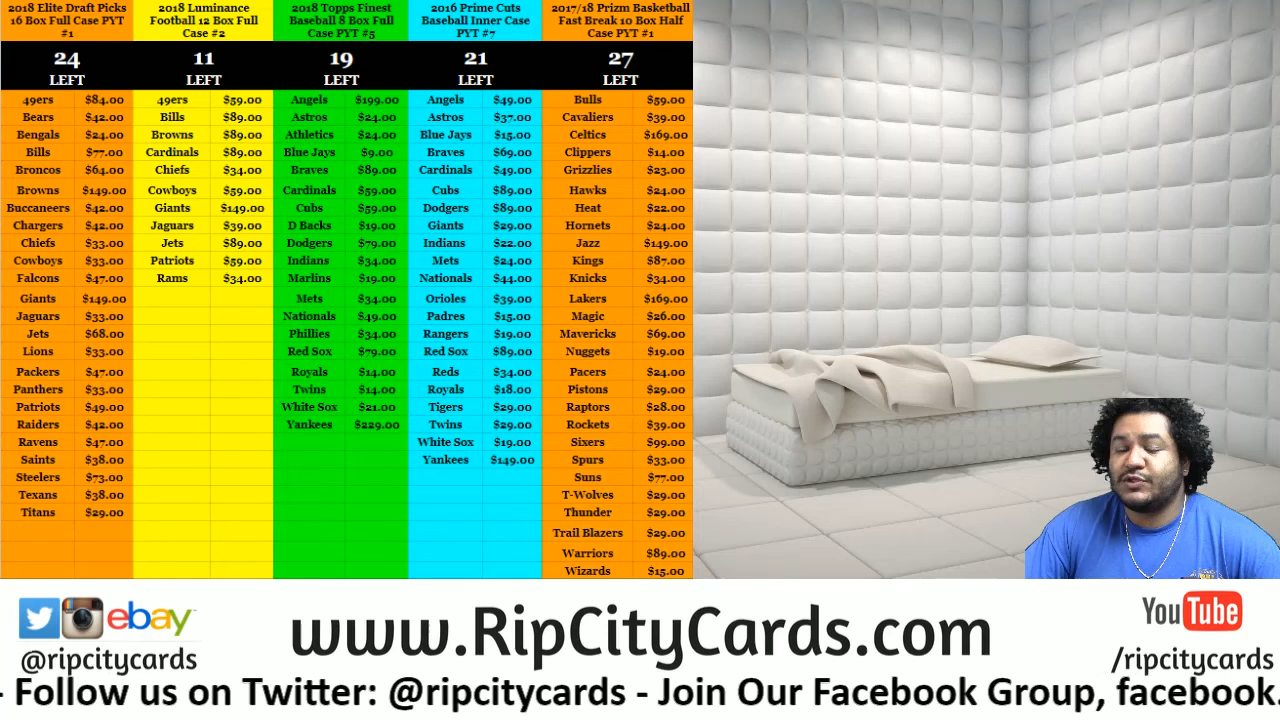 2018 Elite Draft Picks
16 Box Full Case PYT
#1
24
LEFT
49ers $84.00
Bears $42.00
Bengals $24.00
Bills $77.00
Broncos $64.00
Browns $149.00
Buccaneers $42.00
Chargers $42.00
Chiefs $33.00
Cowboys $33.00
Falcons $47.00
Giants $149.00
Jaguars $33.00
Jets $68.00
Lions $33.00
Packers $47.00
Panthers $33.00
Patriots $49.00
Raiders $42.00
Ravens $47.00
Saints $38.00
Steelers $73.00
Texans $38.00
Titans $29.00
2018 Luminance
Football 12 Box Full
Case #2
11
LEFT
49ers $59.00
Bills $89.00
Browns $89.00
Cardinals $89.00
Chiefs $34.00
Cowboys $59.00
Giants $149.00
Jaguars $39.00
Jets $89.00
Patriots $59.00
Rams $34.00
2018 Topps Finest
Baseball 8 Box Full
Case PYT #5
19
LEFT
Angels $199.00
Astros $24.00
Athletics $24.00
Blue Jays $9.00
Braves $89.00
Cardinals $59.00
Cubs $59.00
D Backs $19.00
Dodgers $79.00
Indians $34.00
Marlins $19.00
Mets $34.00
Nationals $49.00
Phillies $34.00
Red Sox $79.00
Royals $14.00
Twins $14.00
White Sox $21.00
Yankees $229.00
2016 Prime Cuts
Baseball Inner Case
PYT #7
21
LEFT
Angels $49.00
Astros $37.00
Blue Jays $15.00
Braves $69.00
Cardinals $49.00
Cubs $89.00
Dodgers $89.00
Giants $29.00
Indians $22.00
Mets $24.00
Nationals $44.00
Orioles $39.00
Padres $15.00
Rangers $19.00
Red Sox $89.00
Reds $34.00
Royals $18.00
Tigers $29.00
Twins $29.00
White Sox $19.00
Yankees $149.00
2017/18 Prizm Basketball
Fast Break 10 Box Half
Case PYT #1
27
LEFT
Bulls $59.00
Cavaliers $39.00
Celtics $169.00
Clippers $14.00
Grizzlies $23.00
Hawks $24.00
Heat $22.00
Hornets $24.00
Jazz $149.00
Kings $87.00
Knicks $34.00
Lakers $169.00
Magic $26.00
Mavericks $69.00
Nuggets $19.00
Pacers $24.00
Pistons $29.00
Raptors $28.00
Rockets $39.00
Sixers $99.00
Spurs $33.00
Suns $77.00
T-Wolves $29.00
Thunder $29.00
Trail Blazers $29.00
Warriors $89.00
Wizards $15.00
ebay
@ripcitycards
www.RipCityCards.com
YouTube
/ripcitycards
- Follow us on Twitter: @ripcitycards - Join Our Facebook Group, facebook.